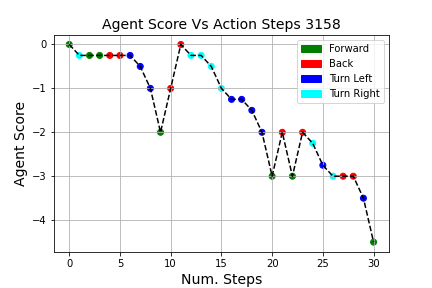 Agent Score Vs Action Steps 3158
Agent Score
0
−1
−2
−3
−4
Forward
Back
Turn Left
Turn Right
0 5 10 15 20 25 30
Num. Steps